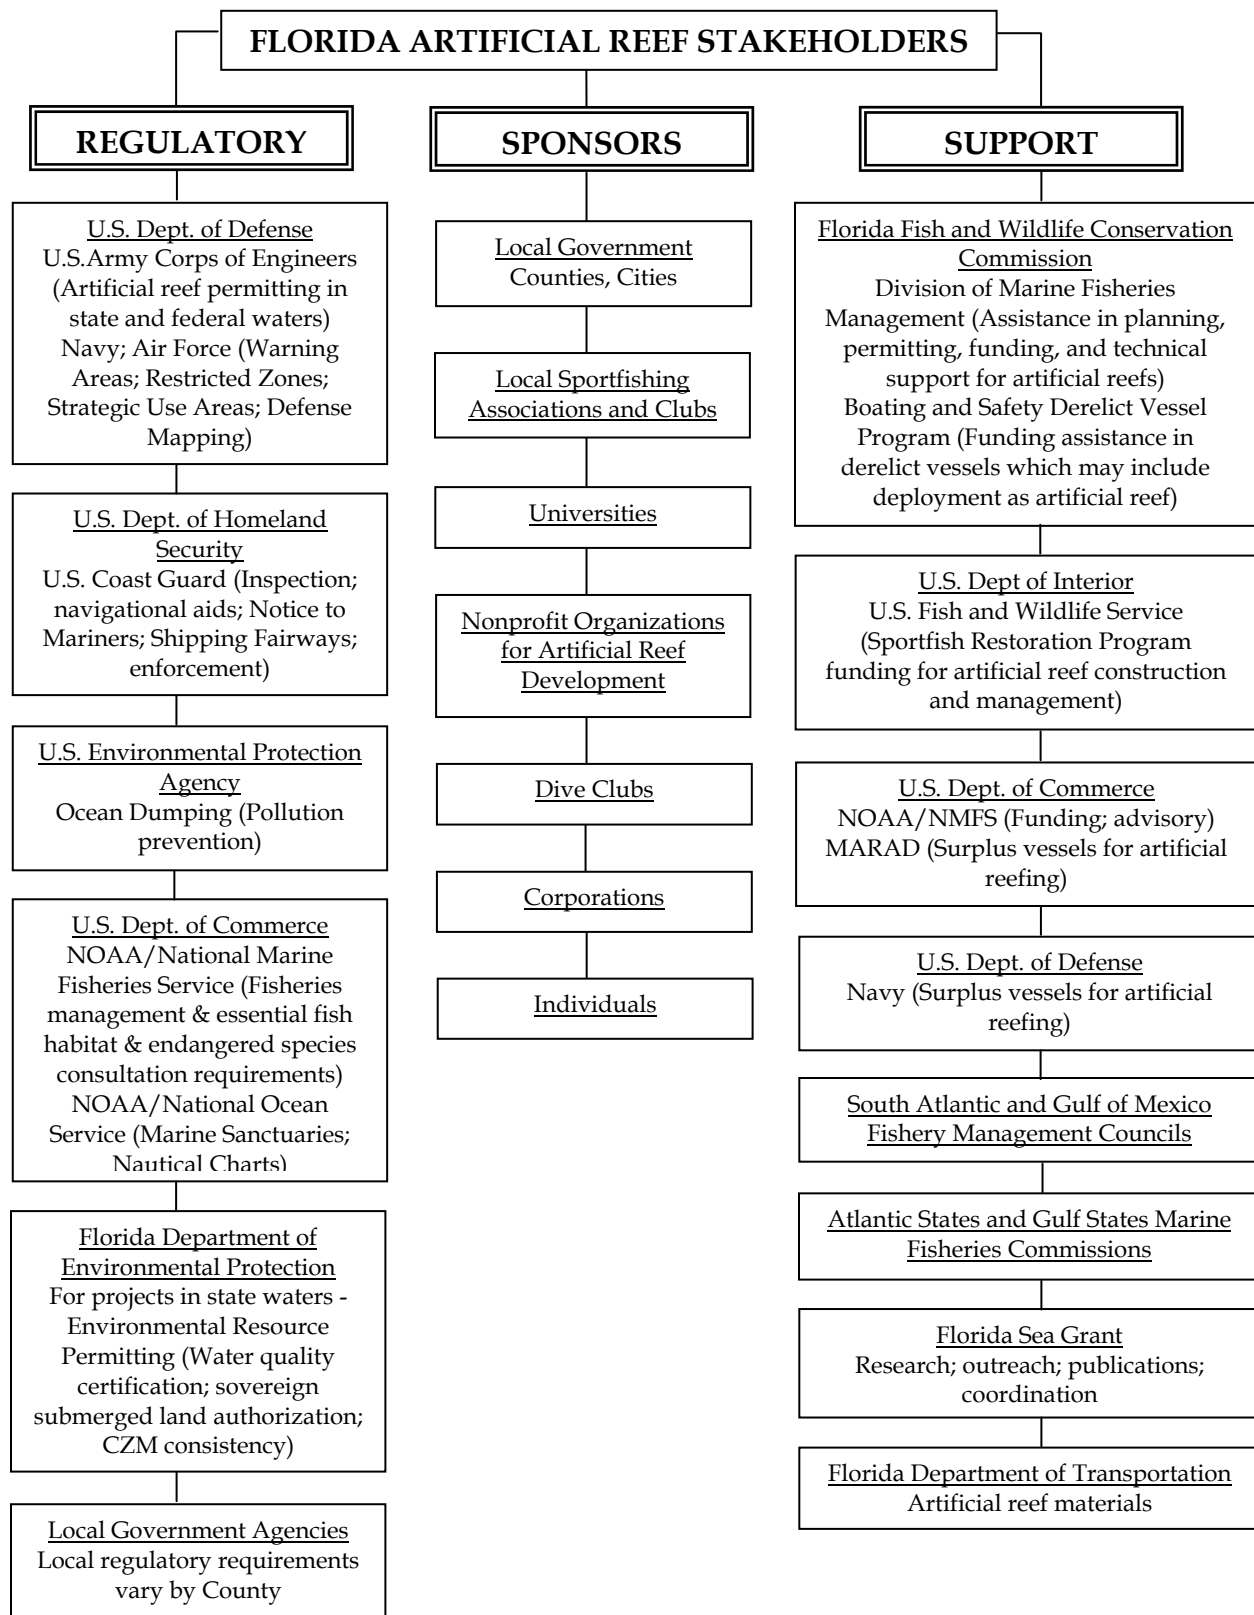 FLORIDA ARTIFICIAL REEF STAKEHOLDERS
REGULATORY
U.S. Dept. of Defense
U.S.Army Corps of Engineers
(Artificial reef permitting in
state and federal waters)
Navy; Air Force (Warning
Areas; Restricted Zones;
Strategic Use Areas; Defense
Mapping)
U.S. Dept. of Homeland
Security
U.S. Coast Guard (Inspection;
navigational aids; Notice to
Mariners; Shipping Fairways;
enforcement)
U.S. Environmental Protection
Agency
Ocean Dumping (Pollution
prevention)
U.S. Dept. of Commerce
NOAA/National Marine
Fisheries Service (Fisheries
management & essential fish
habitat & endangered species
consultation requirements)
NOAA/National Ocean
Service (Marine Sanctuaries;
Nautical Charts)
Florida Department of
Environmental Protection
For projects in state waters -
Environmental Resource
Permitting (Water quality
certification; sovereign
submerged land authorization;
CZM consistency)
Local Government Agencies
Local regulatory requirements
vary by County
SPONSORS
Local Government
Counties, Cities
Local Sportfishing
Associations and Clubs
Universities
Nonprofit Organizations
for Artificial Reef
Development
Dive Clubs
Corporations
Individuals
SUPPORT
Florida Fish and Wildlife Conservation
Commission
Division of Marine Fisheries
Management (Assistance in planning,
permitting, funding, and technical
support for artificial reefs)
Boating and Safety Derelict Vessel
Program (Funding assistance in
derelict vessels which may include
deployment as artificial reef)
U.S. Dept of Interior
U.S. Fish and Wildlife Service
(Sportfish Restoration Program
funding for artificial reef construction
and management)
U.S. Dept. of Commerce
NOAA/NMFS (Funding; advisory)
MARAD (Surplus vessels for artificial
reefing)
U.S. Dept. of Defense
Navy (Surplus vessels for artificial
reefing)
South Atlantic and Gulf of Mexico
Fishery Management Councils
Atlantic States and Gulf States Marine
Fisheries Commissions
Florida Sea Grant
Research; outreach; publications;
coordination
Florida Department of Transportation
Artificial reef materials